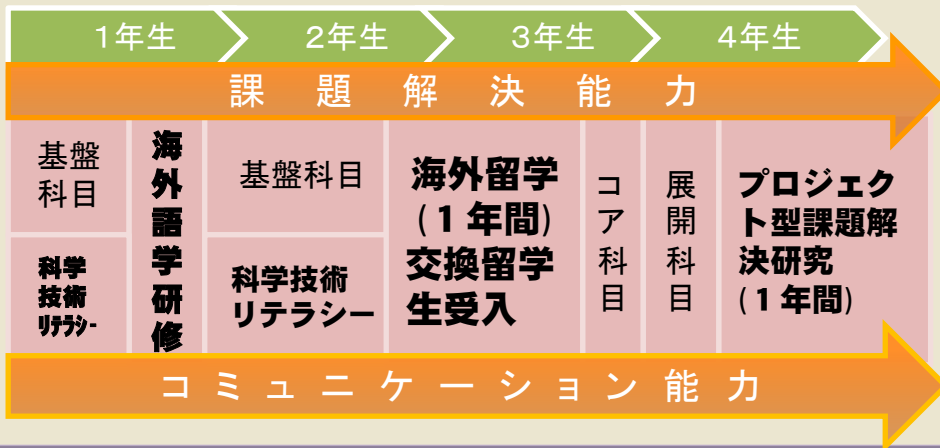 1年生
2年生
3年生
4年生
課題解決能力
基盤
科目
科学
技術
リテラシー
海外語学研修
基盤科目
科学技術
リテラシー
海外留学
(1年間)
交換留学
生受入
コア科目
展開科目
プロジェク
ト型課題解
決研究
(1年間)
コミュニケーション能力